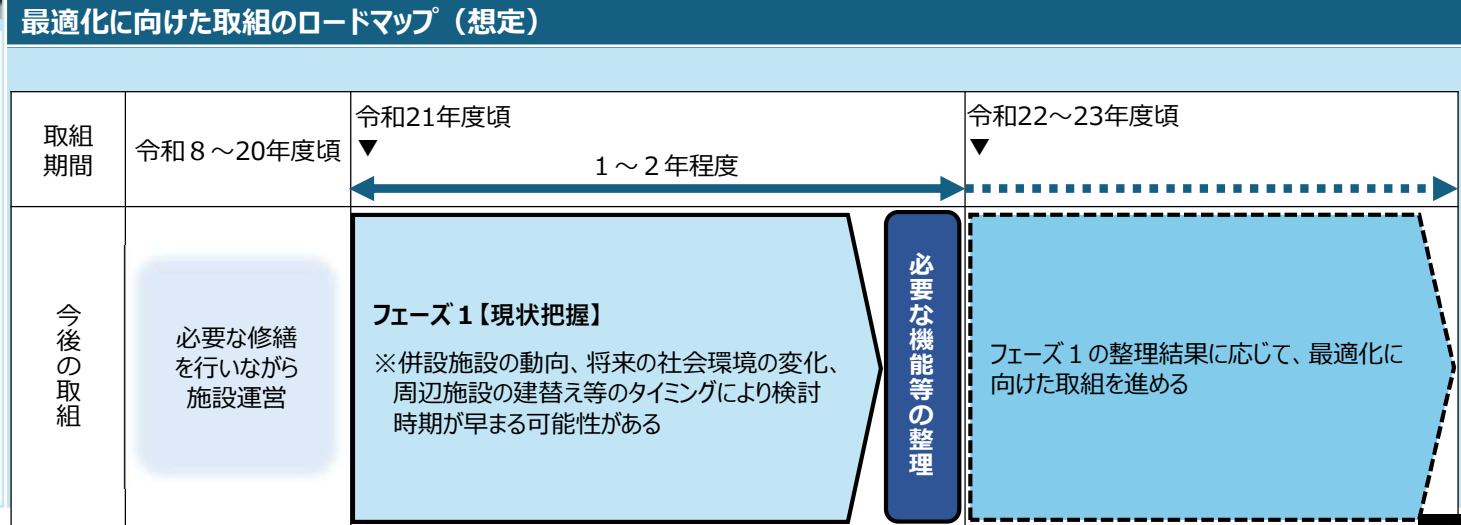 最適化に向けた取組のロードマップ（想定）
取組
期間
令和８～20年度頃
令和21年度頃
▼
１～２年程度
令和22～23年度頃
▼
今後の取組
必要な修繕
を行いながら
施設運営
フェーズ１【現状把握】
※併設施設の動向、将来の社会環境の変化、
周辺施設の建替え等のタイミングにより検討
時期が早まる可能性がある
必要な機能等の整理
フェーズ１の整理結果に応じて、最適化に
向けた取組を進める